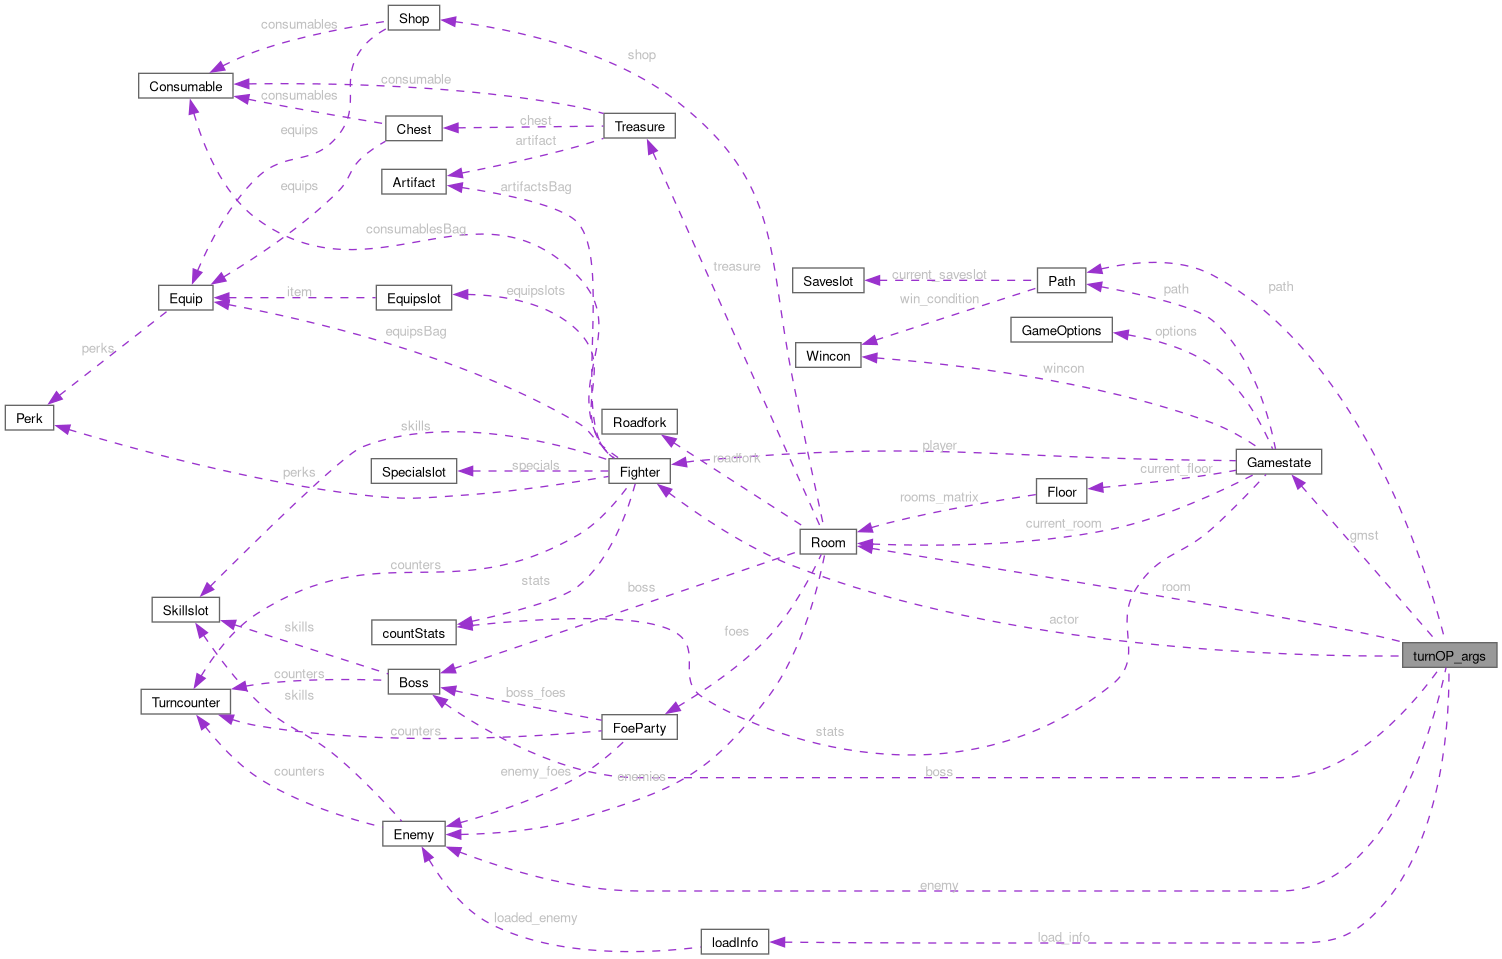 Shop
consumables
shop
Consumable
consumable
consumables
equips
Chest
chest
Treasure
artifact
Artifact
equips
artifactsBag
consumablesBag
treasure
current_saveslot
Saveslot
Path
path
path
Equip
item
Equipslot
equipslots
win_condition
equipsBag
GameOptions
options
perks
Wincon
wincon
Perk
Roadfork
skills
player
roadfork
Gamestate
Specialslot
specials
Fighter
perks
current_floor
Floor
rooms_matrix
current_room
gmst
Room
counters
stats
boss
room
Skillslot
actor
countStats
skills
foes
turnOP_args
counters
Boss
boss_foes
skills
Turncounter
FoeParty
counters
stats
counters
enemy_foes
enemies
boss
Enemy
enemy
loaded_enemy
loadInfo
load_info